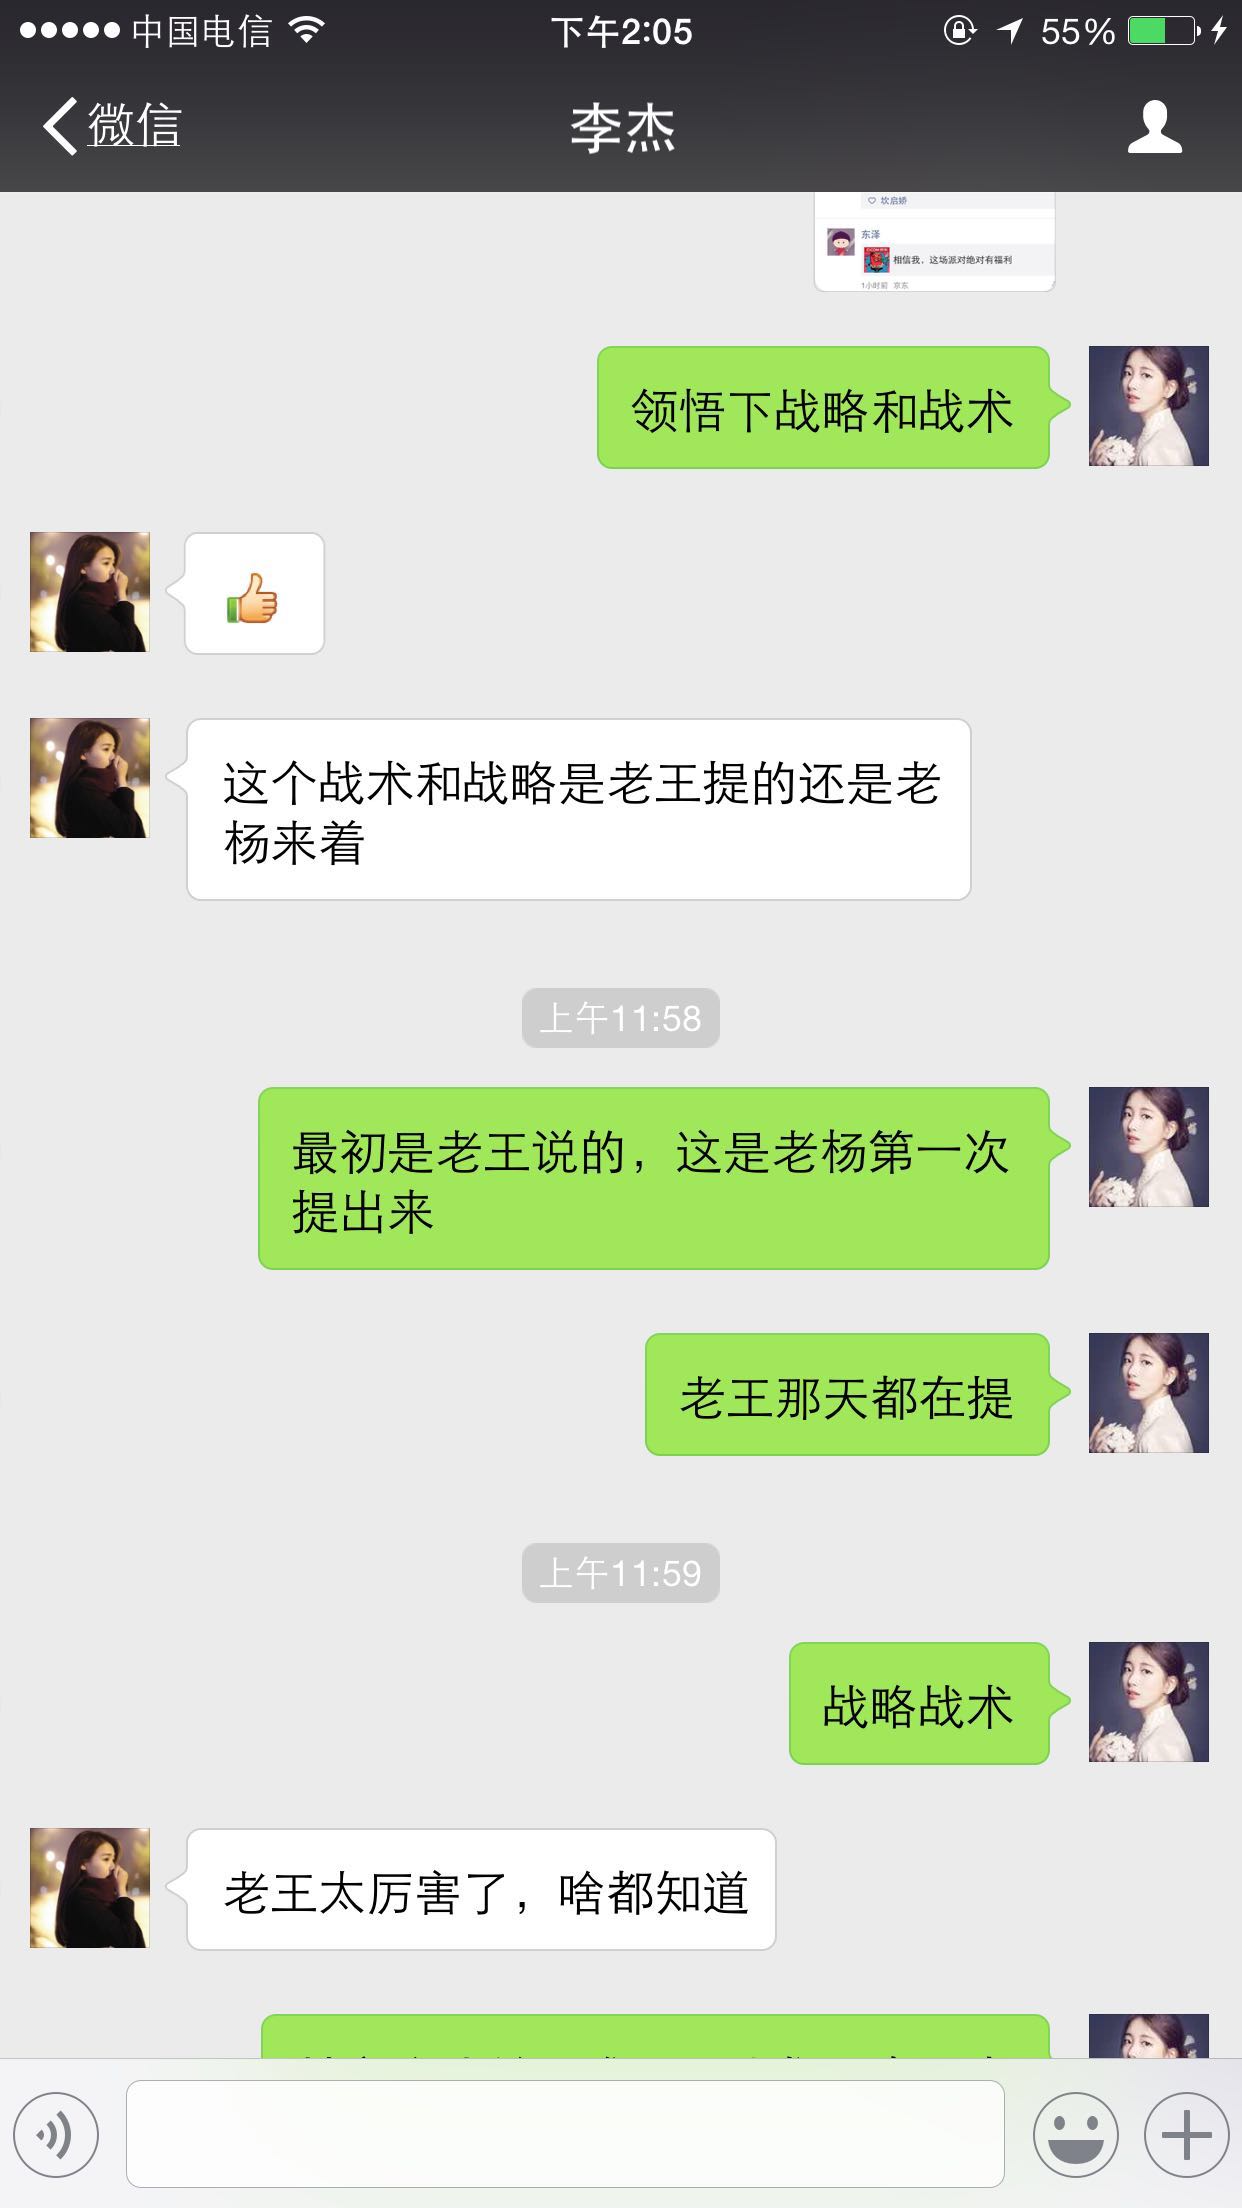 中国电信
下午2:05
55%
微信
李杰
坎启娇
东泽
相信我，这场派对绝对有福利
1小时前 京东
领悟下战略和战术
这个战术和战略是老王提的还是老
杨来着
上午11:58
最初是老王说的，这是老杨第一次
提出来
老王那天都在提
上午11:59
战略战术
老王太厉害了，啥都知道